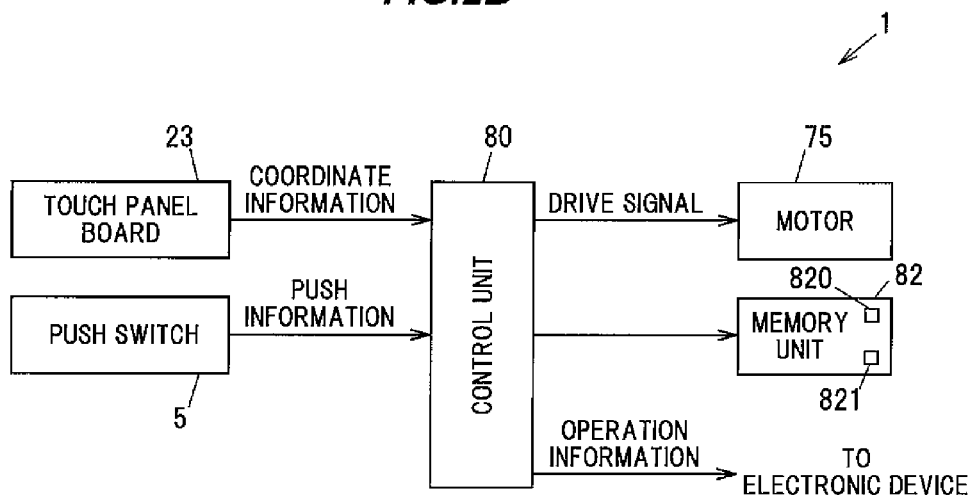 1
23
80
75
COORDINATE
INFORMATION
TOUCH PANEL
BOARD
DRIVE SIGNAL
MOTOR
820
82
PUSH
INFORMATION
PUSH SWITCH
CONTROL UNIT
MEMORY
UNIT
5
821
OPERATION
INFORMATION
TO
ELECTRONIC DEVICE